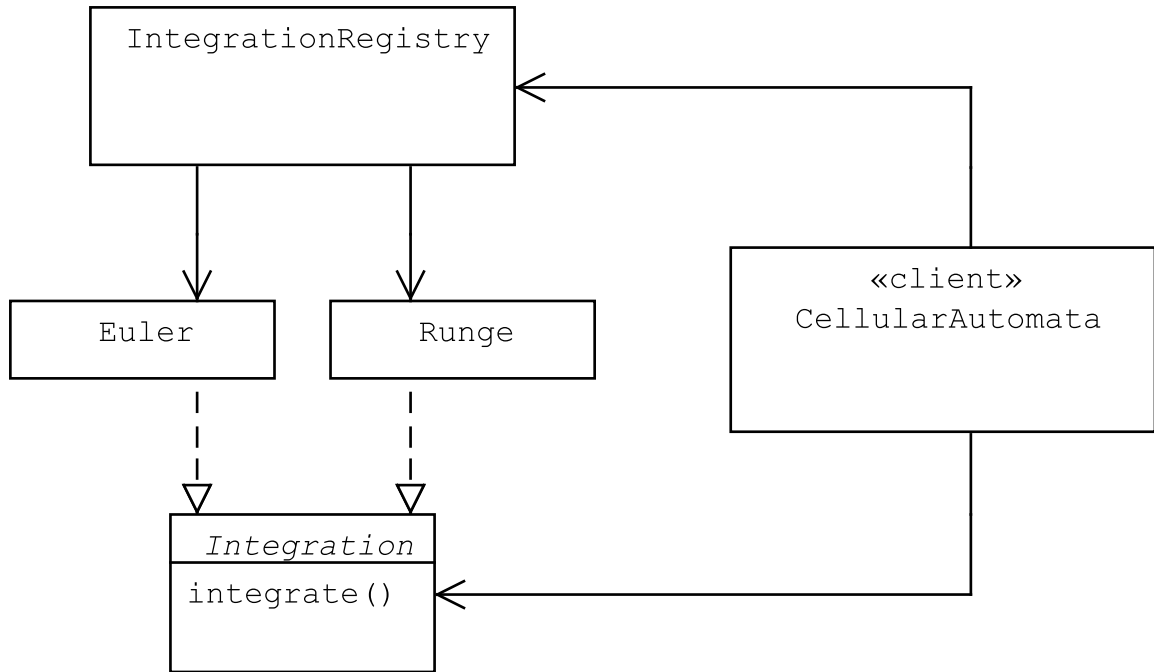 IntegrationRegistry
«client»
CellularAutomata
Euler
Runge
Integration
integrate()